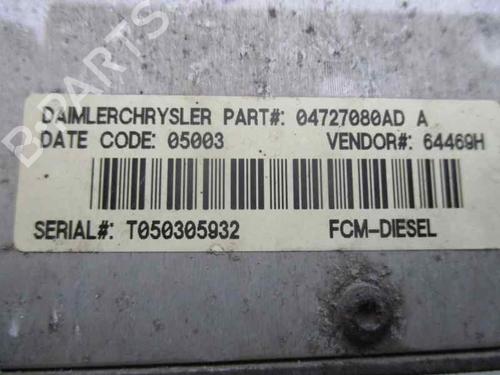 B-PARTS
DAIMLERCHRYSLER PART#: 04727080AD A
DATE CODE: 05003 VENDOR#: 64469H
SERIAL#: T050305932 FCM-DIESEL